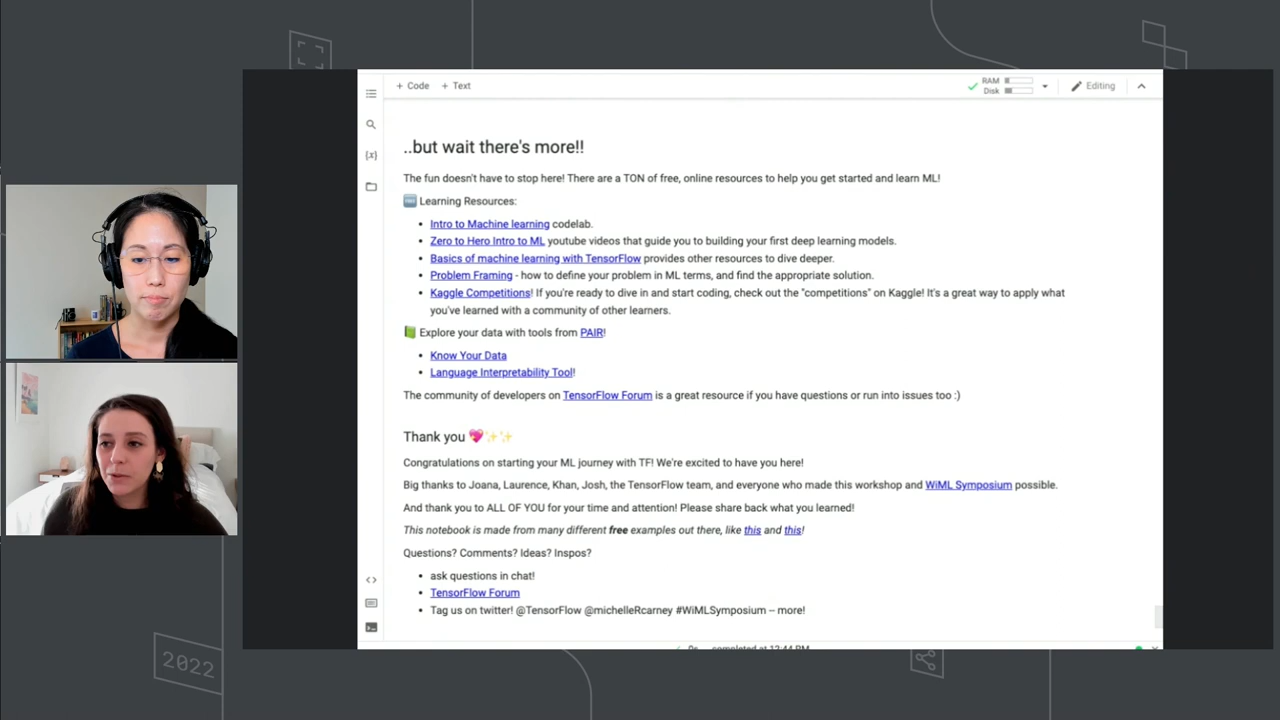 + Code + Text
RAM
Disk
Editing
..but wait there's more!!
The fun doesn't have to stop here! There are a TON of free, online resources to help you get started and learn ML!
Learning Resources:
• Intro to Machine learning codelab.
• Zero to Hero Intro to ML youtube videos that guide you to building your first deep learning models.
• Basics of machine learning with TensorFlow provides other resources to dive deeper.
• Problem Framing - how to define your problem in ML terms, and find the appropriate solution.
• Kaggle Competitions! If you're ready to dive in and start coding, check out the "competitions" on Kaggle! It's a great way to apply what
you've learned with a community of other learners.
Explore your data with tools from PAIR!
• Know Your Data
• Language Interpretability Tool!
The community of developers on TensorFlow Forum is a great resource if you have questions or run into issues too :)
Thank you 💖✨✨
Congratulations on starting your ML journey with TF! We're excited to have you here!
Big thanks to Joana, Laurence, Khan, Josh, the TensorFlow team, and everyone who made this workshop and WiML Symposium possible.
And thank you to ALL OF YOU for your time and attention! Please share back what you learned!
This notebook is made from many different free examples out there, like this and this!
Questions? Comments? Ideas? Inspos?
• ask questions in chat!
• TensorFlow Forum
• Tag us on twitter! @TensorFlow @michelleRcarney #WiMLSymposium -- more!
0s completed at 12:44 PM
2022